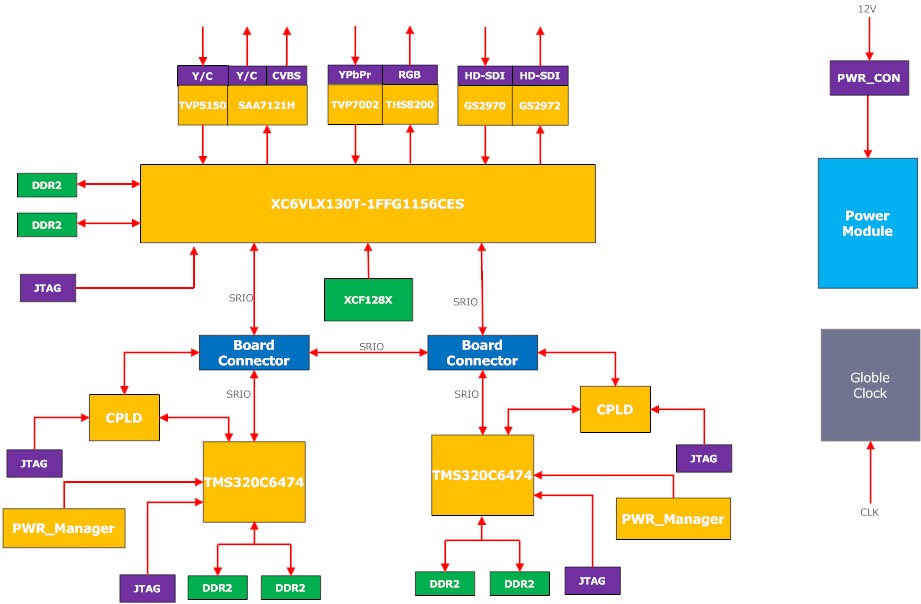 12V
Y/C
Y/C
CVBS
YPbPr
RGB
HD-SDI
HD-SDI
PWR_CON
TVP5150
SAA7121H
TVP7002
THS8200
GS2970
GS2972
DDR2
DDR2
XC6VLX130T-1FFG1156CES
Power
Module
JTAG
SRIO
XCF128X
SRIO
Board
Connector
SRIO
Board
Connector
Globle
Clock
SRIO
SRIO
CPLD
CPLD
JTAG
JTAG
TMS320C6474
TMS320C6474
PWR_Manager
PWR_Manager
CLK
JTAG
DDR2
DDR2
DDR2
DDR2
JTAG